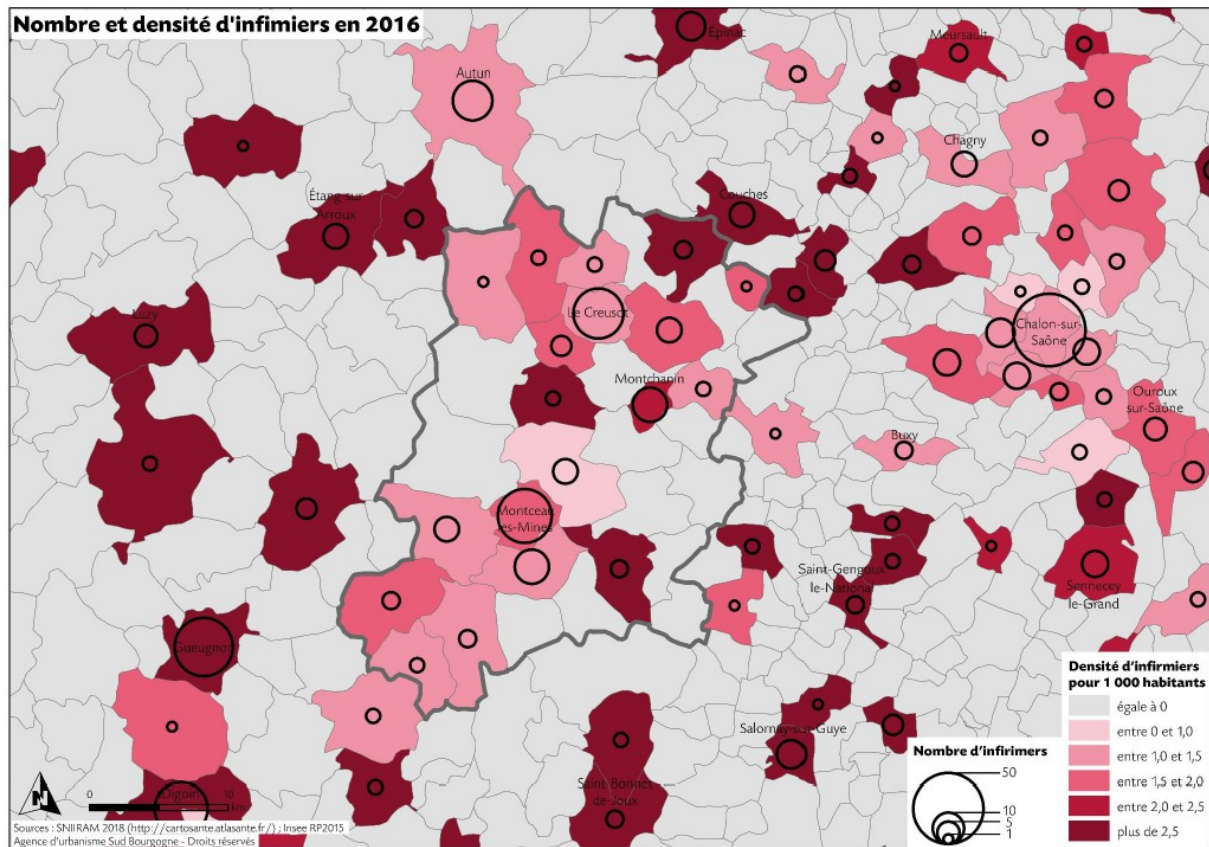 Nombre et densité d'infimiers en 2016
Epinac
Meursault
Autun
Chagny
Étang-sur
Arroux
Couches
Luzy
Le Creusot
Chalon-sur-
Saône
Montchanin
Ouroux
sur-Saône
Buxy
Montceau
les-Mines
Saint-Gengoux
le-National
Sennecey
le-Grand
Gueugnon
Salornay-sur-Guye
Saint-Bonnet
de-Joux
Digoin
Densité d'infirmiers
pour 1 000 habitants
égale à 0
entre 0 et 1,0
entre 1,0 et 1,5
entre 1,5 et 2,0
entre 2,0 et 2,5
plus de 2,5
Nombre d'infirimers
50
10
5
1
N
0
10
km
Sources : SNIIRAM 2018 (http://cartosante.atlasante.fr/) ; Insee RP2015
Agence d'urbanisme Sud Bourgogne - Droits réservés